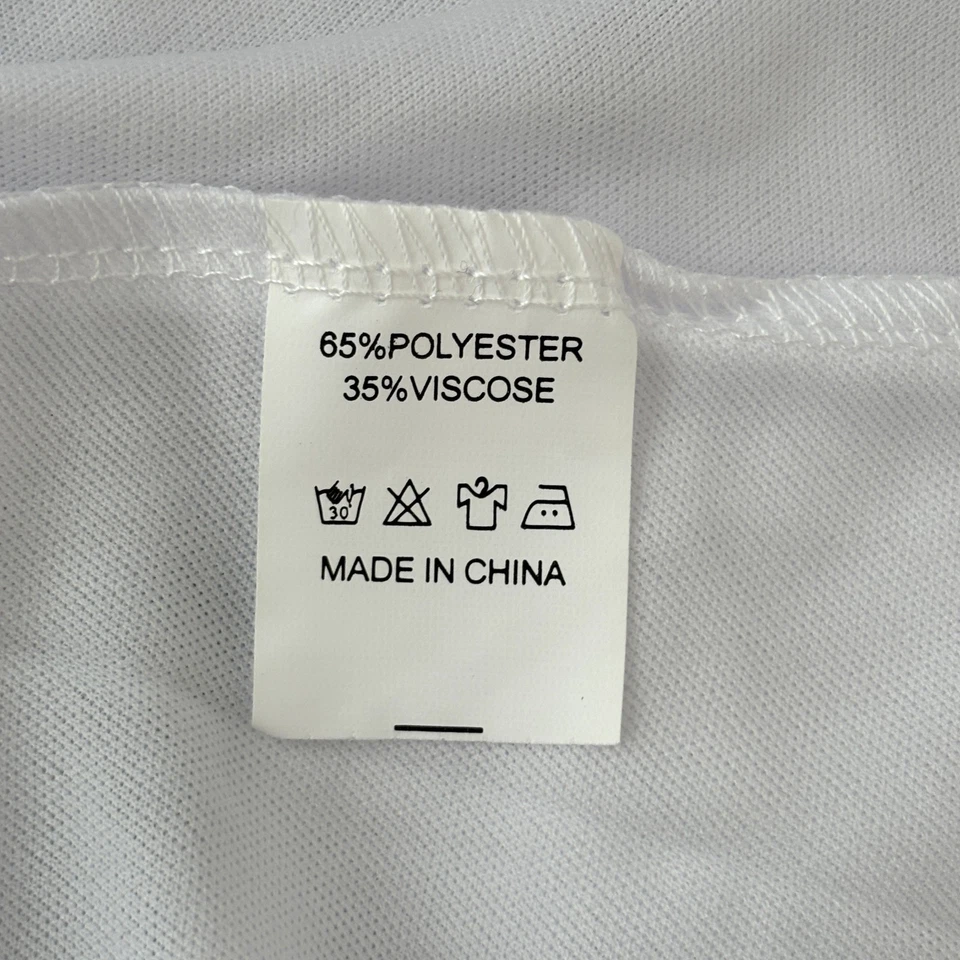 65%POLYESTER
35%VISCOSE
30°
MADE IN CHINA